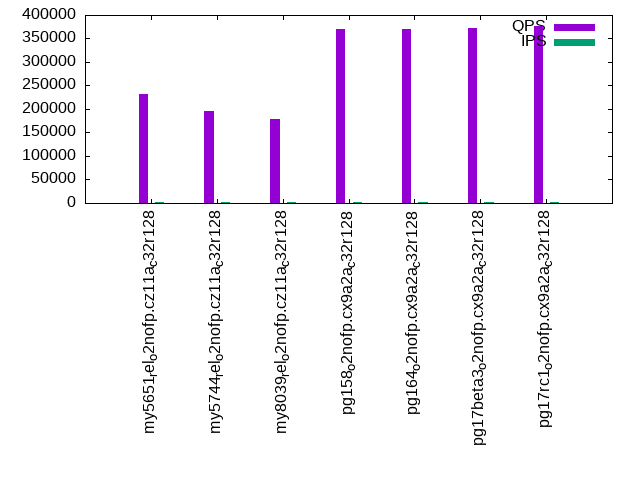 400000
350000
300000
250000
200000
150000
100000
50000
0
QPS
IPS
my5651rel_o2nofp.cz11a_c32r128
my5744rel_o2nofp.cz11a_c32r128
my8039rel_o2nofp.cz11a_c32r128
pg158_o2nofp.cx9a2a_c32r128
pg164_o2nofp.cx9a2a_c32r128
pg17beta3_o2nofp.cx9a2a_c32r128
pg17rc1_o2nofp.cx9a2a_c32r128